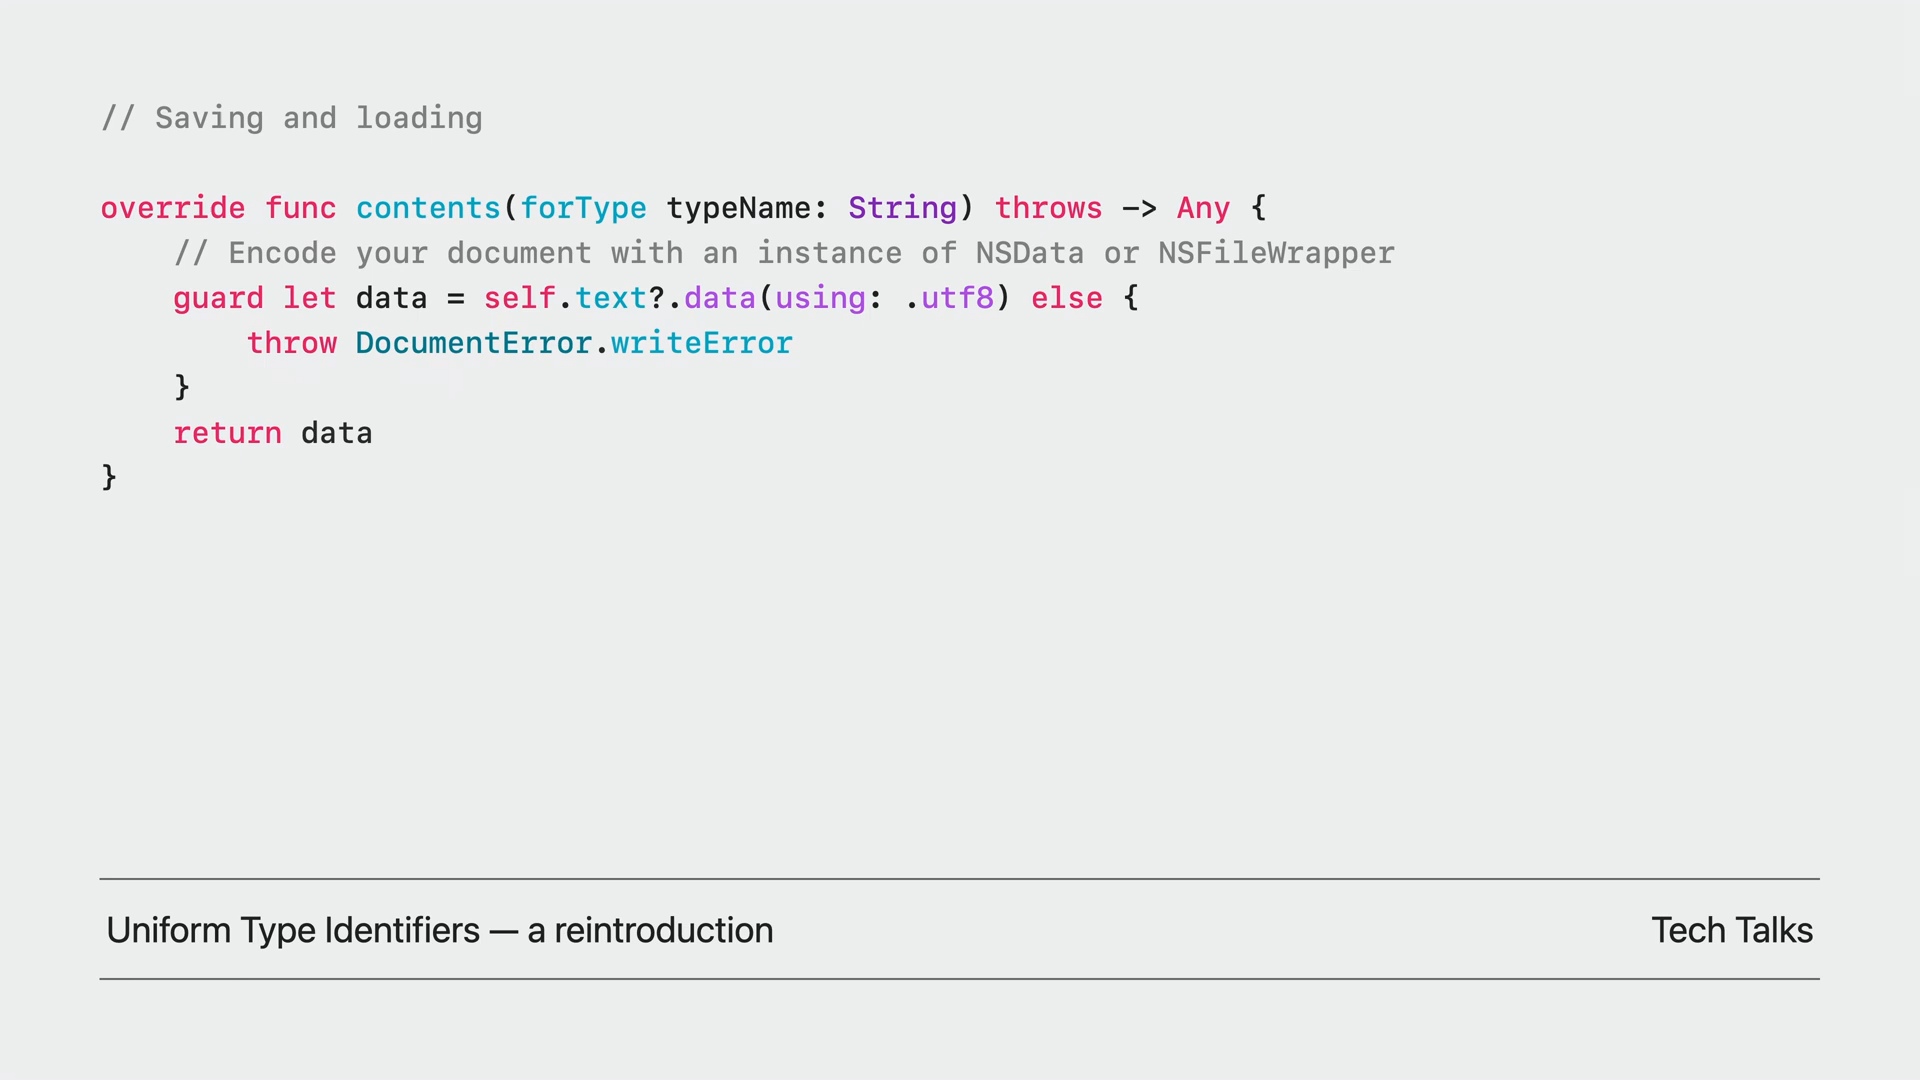 // Saving and loading
override func contents(forType typeName: String) throws -> Any {
// Encode your document with an instance of NSData or NSFileWrapper
guard let data = self.text?.data(using: .utf8) else {
throw DocumentError.writeError
}
return data
}
Uniform Type Identifiers — a reintroduction
Tech Talks